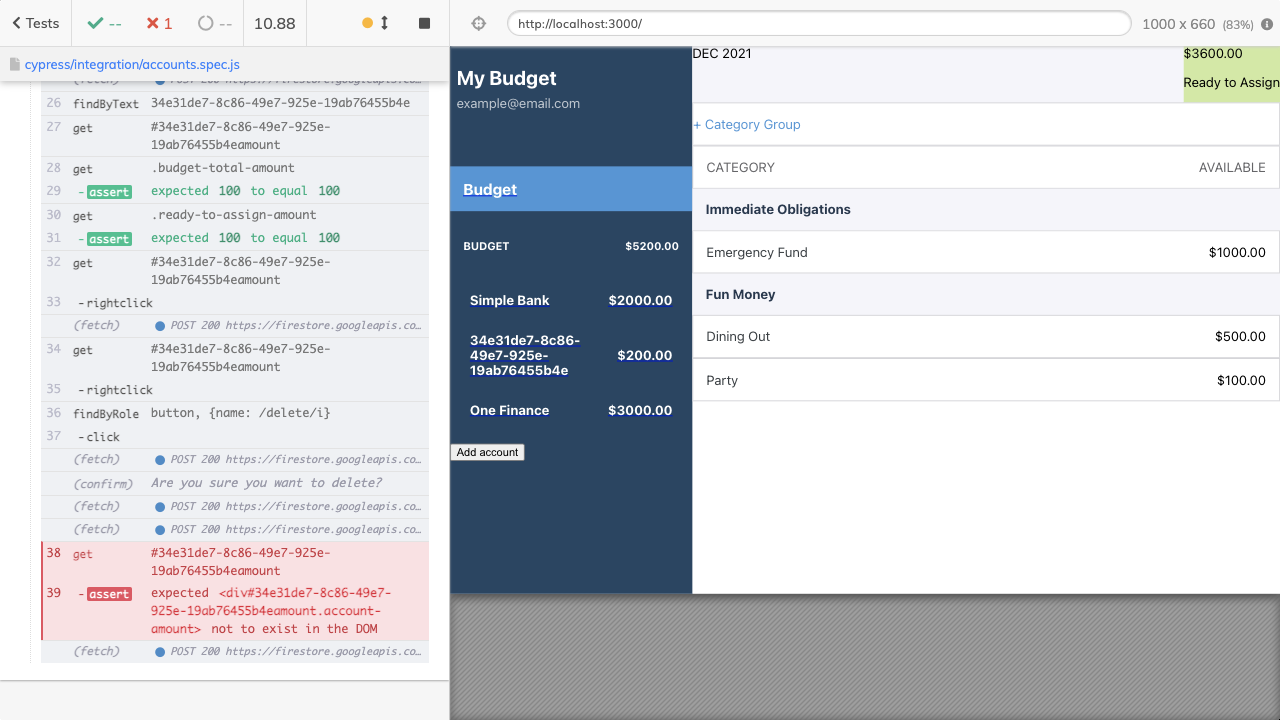 Tests
--
1
--
10.88
http://localhost:3000/
1000 x 660 (83%)
cypress/integration/accounts.spec.js
(fetch) POST 200 https://firestore.googleapis.co…
26 findByText 34e31de7-8c86-49e7-925e-19ab76455b4e
27 get #34e31de7-8c86-49e7-925e-
19ab76455b4eamount
28 get .budget-total-amount
29 -assert expected 100 to equal 100
30 get .ready-to-assign-amount
31 -assert expected 100 to equal 100
32 get #34e31de7-8c86-49e7-925e-
19ab76455b4eamount
33 -rightclick
(fetch) POST 200 https://firestore.googleapis.co…
34 get #34e31de7-8c86-49e7-925e-
19ab76455b4eamount
35 -rightclick
36 findByRole button, {name: /delete/i}
37 -click
(fetch) POST 200 https://firestore.googleapis.co…
(confirm) Are you sure you want to delete?
(fetch) POST 200 https://firestore.googleapis.co…
(fetch) POST 200 https://firestore.googleapis.co…
38 get #34e31de7-8c86-49e7-925e-
19ab76455b4eamount
39 -assert expected <div#34e31de7-8c86-49e7-
925e-19ab76455b4eamount.account-
amount> not to exist in the DOM
(fetch) POST 200 https://firestore.googleapis.co…
My Budget
example@email.com
Budget
BUDGET $5200.00
Simple Bank $2000.00
34e31de7-8c86-
49e7-925e-
19ab76455b4e
$200.00
One Finance $3000.00
Add account
DEC 2021
$3600.00
Ready to Assign
+ Category Group
CATEGORY AVAILABLE
Immediate Obligations
Emergency Fund $1000.00
Fun Money
Dining Out $500.00
Party $100.00